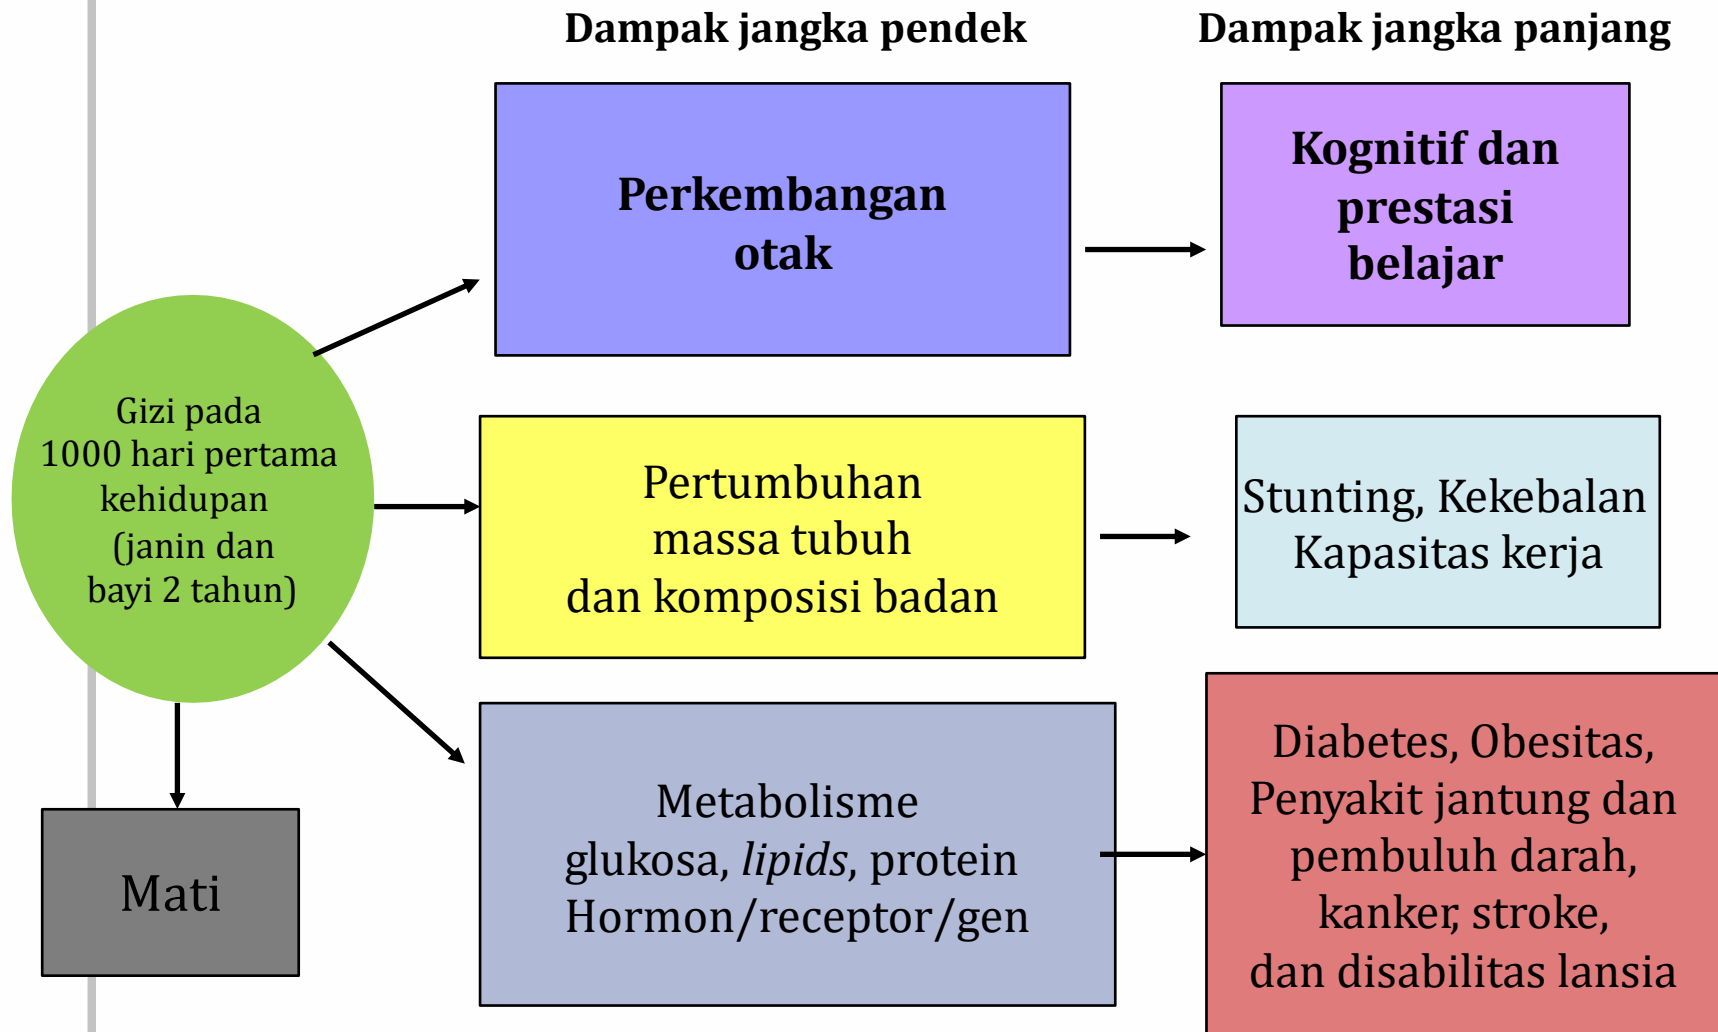 Dampak jangka pendek
Dampak jangka panjang
Perkembangan
otak
Kognitif dan
prestasi
belajar
Gizi pada
1000 hari pertama
kehidupan
(janin dan
bayi 2 tahun)
Pertumbuhan
massa tubuh
dan komposisi badan
Stunting, Kekebalan
Kapasitas kerja
Metabolisme
glukosa, lipids, protein
Hormon/receptor/gen
Diabetes, Obesitas,
Penyakit jantung dan
pembuluh darah,
kanker, stroke,
dan disabilitas lansia
Mati